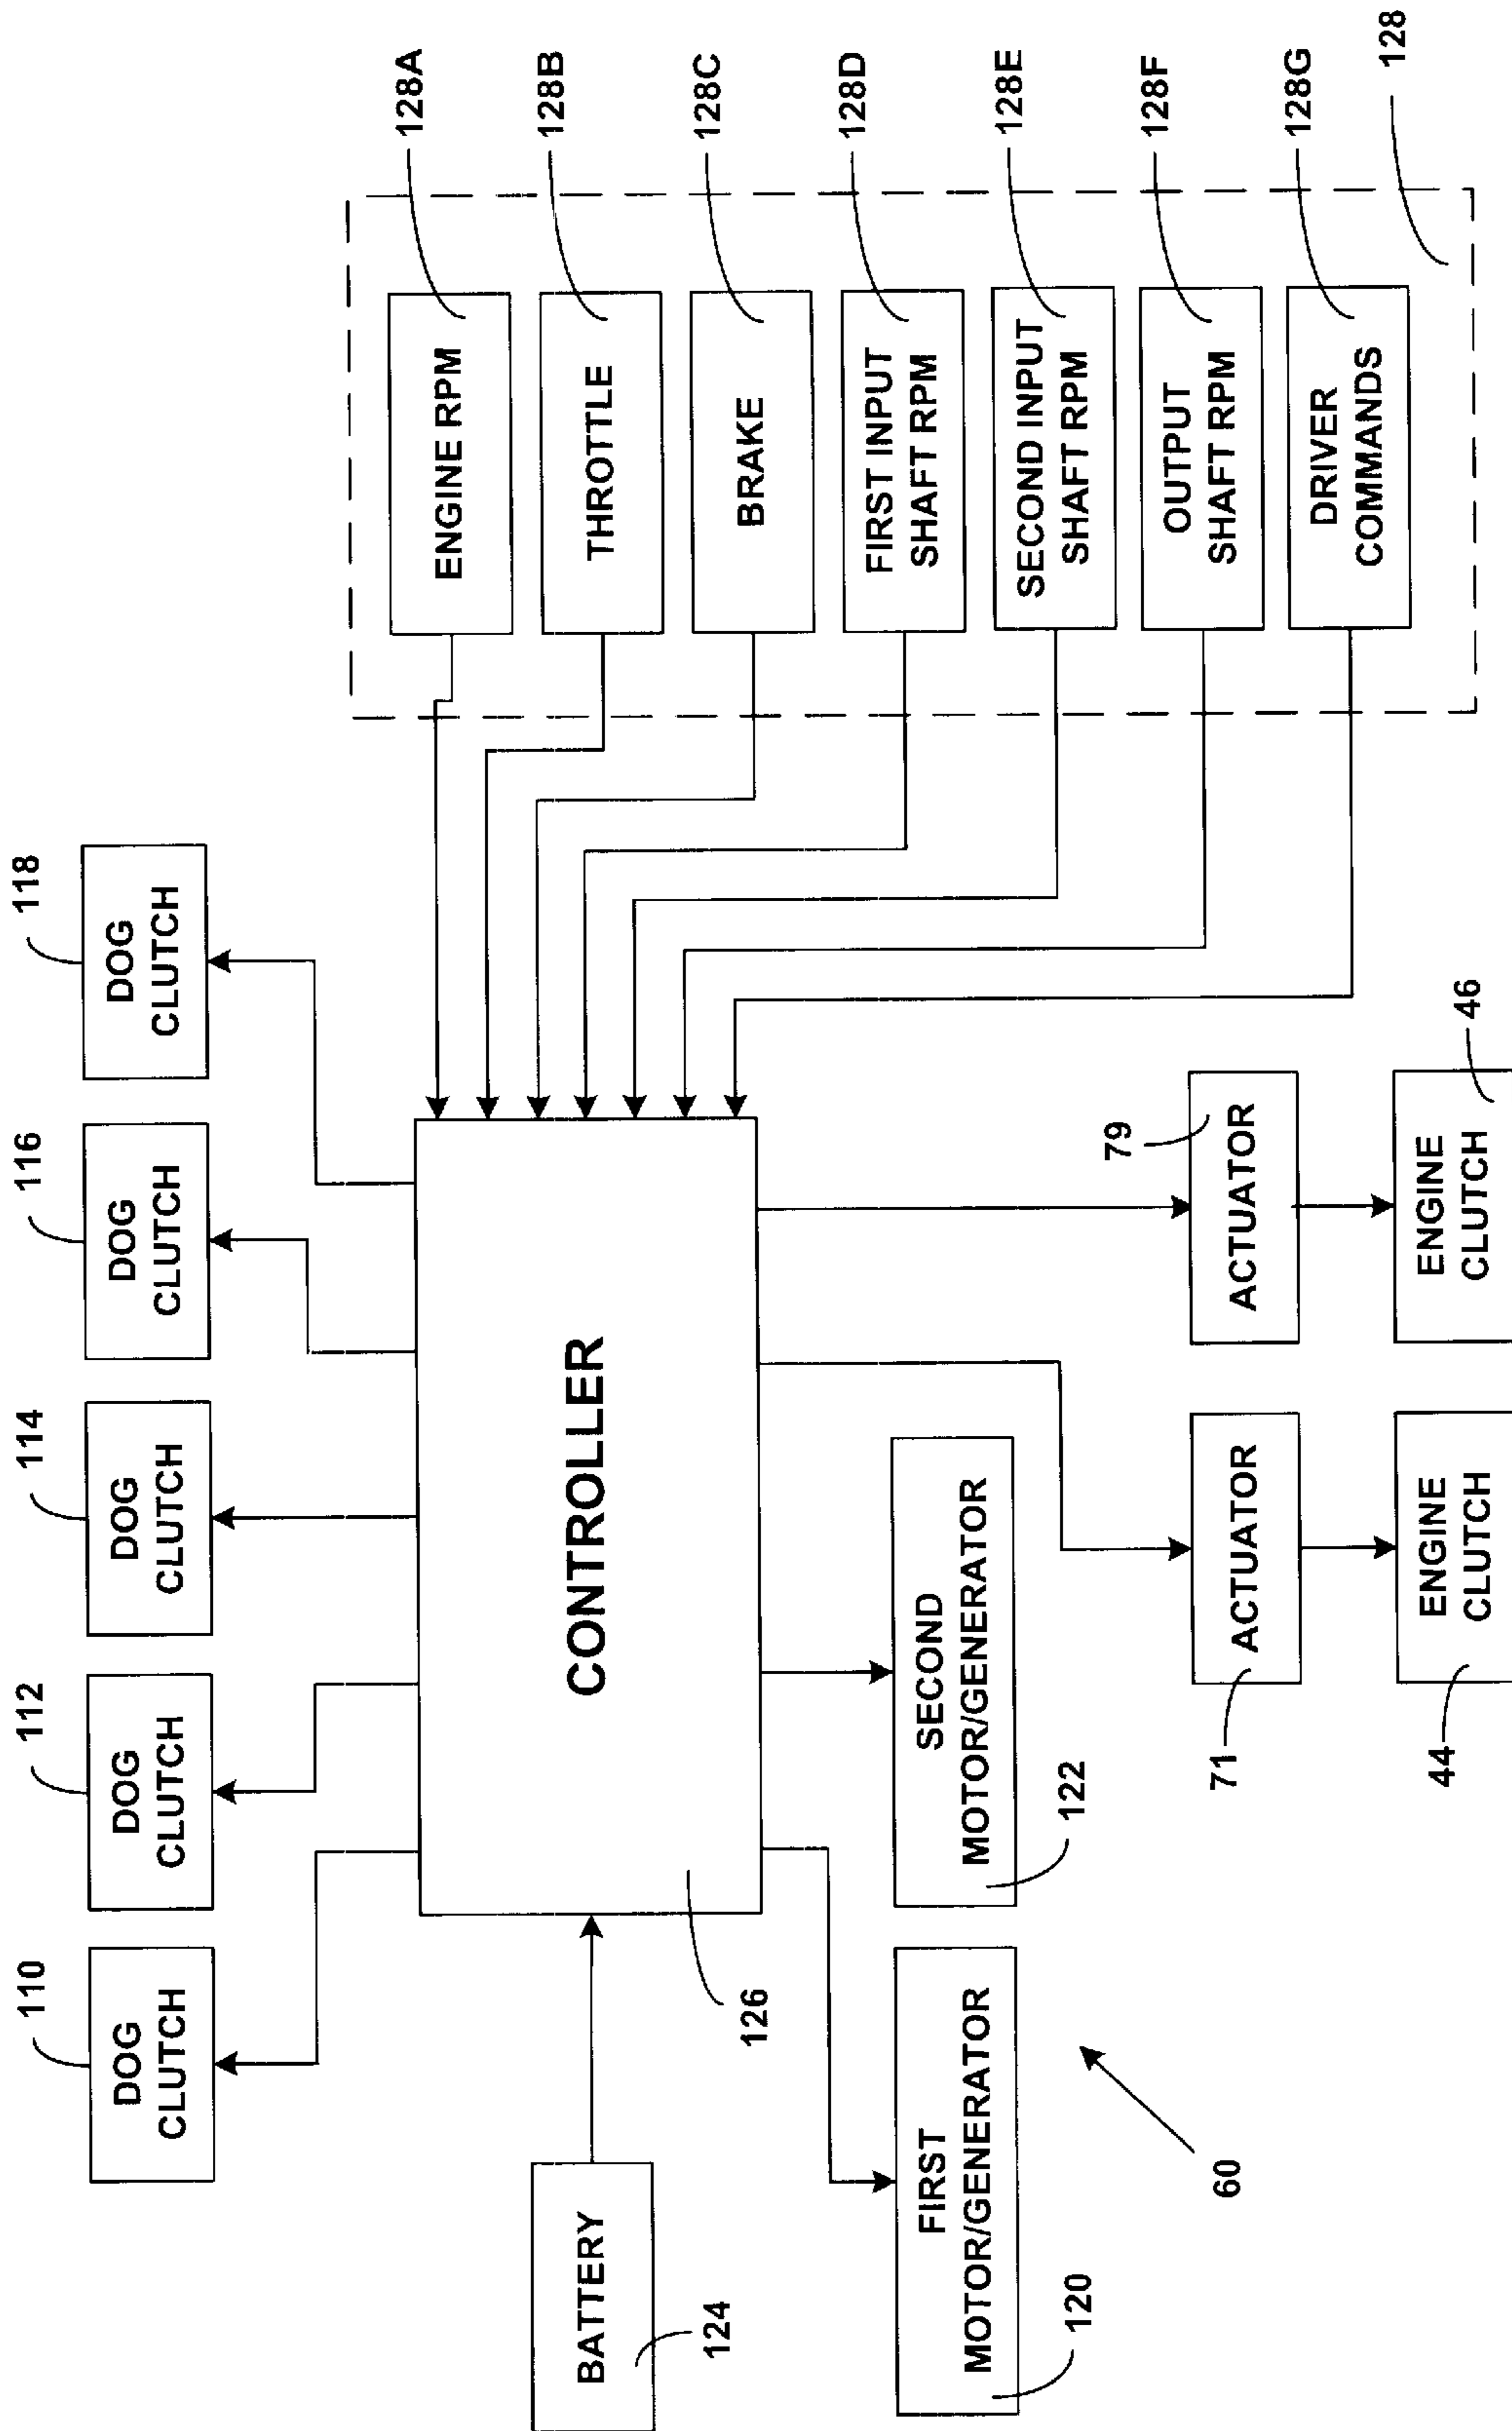 110
112
114
116
118
DOG
CLUTCH
DOG
CLUTCH
DOG
CLUTCH
DOG
CLUTCH
DOG
CLUTCH
128A
ENGINE RPM
128B
THROTTLE
128C
BRAKE
128D
FIRST INPUT
SHAFT RPM
128E
SECOND INPUT
SHAFT RPM
128F
OUTPUT
SHAFT RPM
128G
DRIVER
COMMANDS
128
BATTERY
124
CONTROLLER
126
FIRST
MOTOR/GENERATOR
120
SECOND
MOTOR/GENERATOR
122
60
ACTUATOR
71
ACTUATOR
79
ENGINE
CLUTCH
44
ENGINE
CLUTCH
46